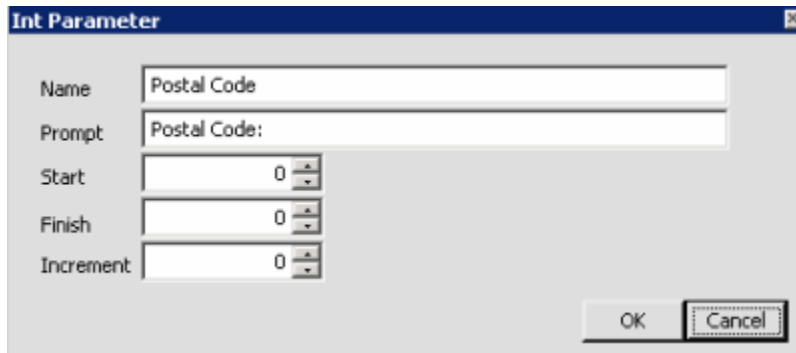 Int Parameter
Name Postal Code
Prompt Postal Code:
Start 0
Finish 0
Increment 0
OK Cancel